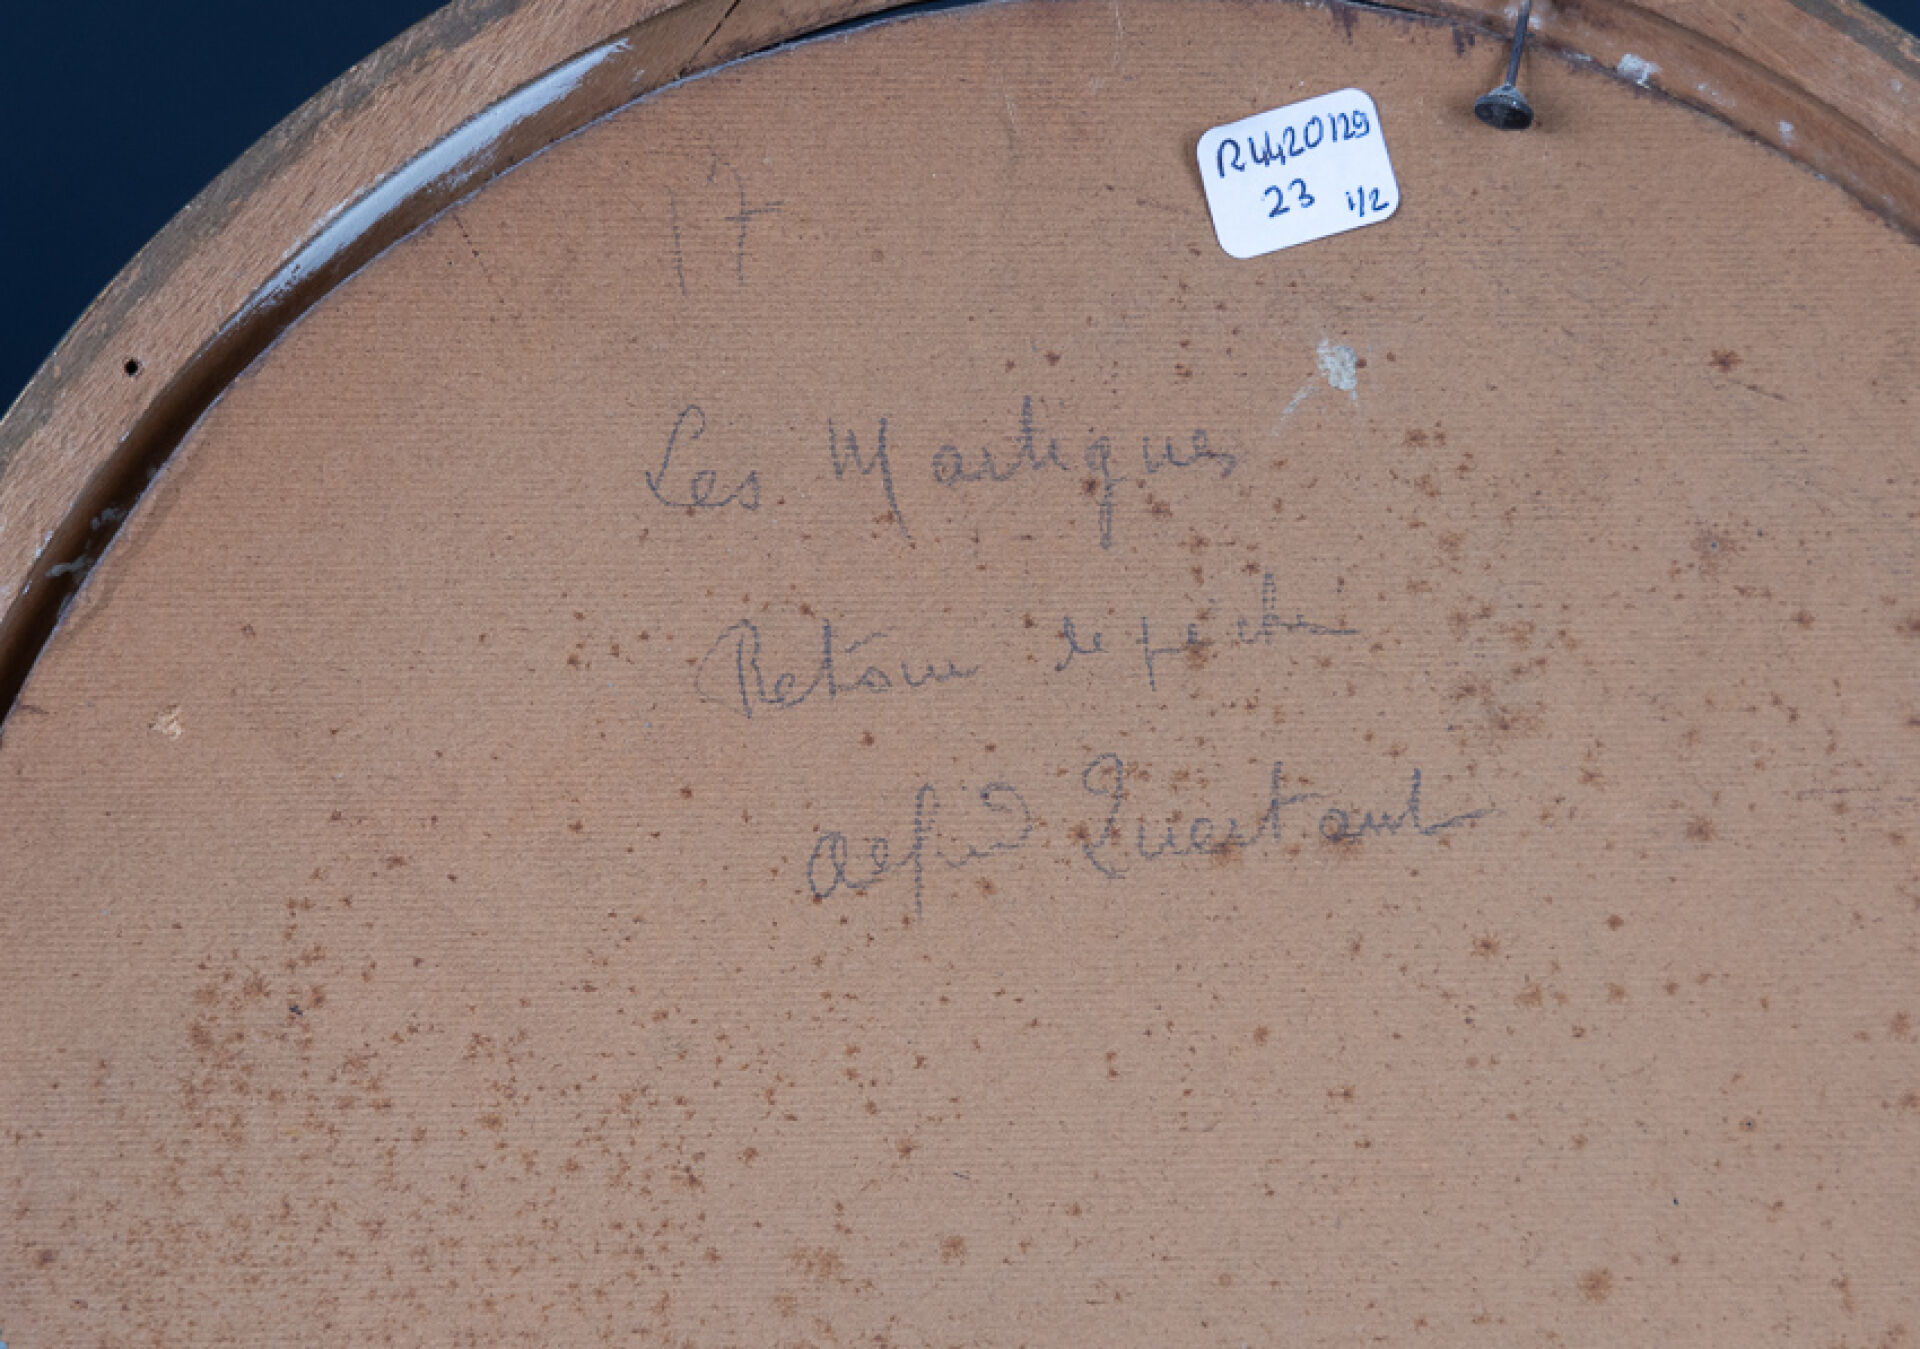 R4420129
23 1/2
17
Les Martigues
Retour de pêche
Alfred Quertant